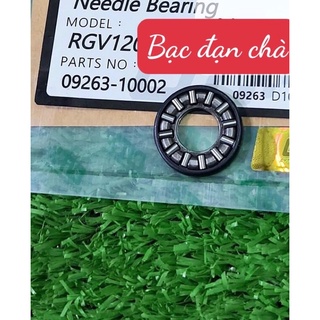 Needle Bearing
MODEL :
RGV120
Bạc đạn chà
PARTS NO :
09263-10002
09263